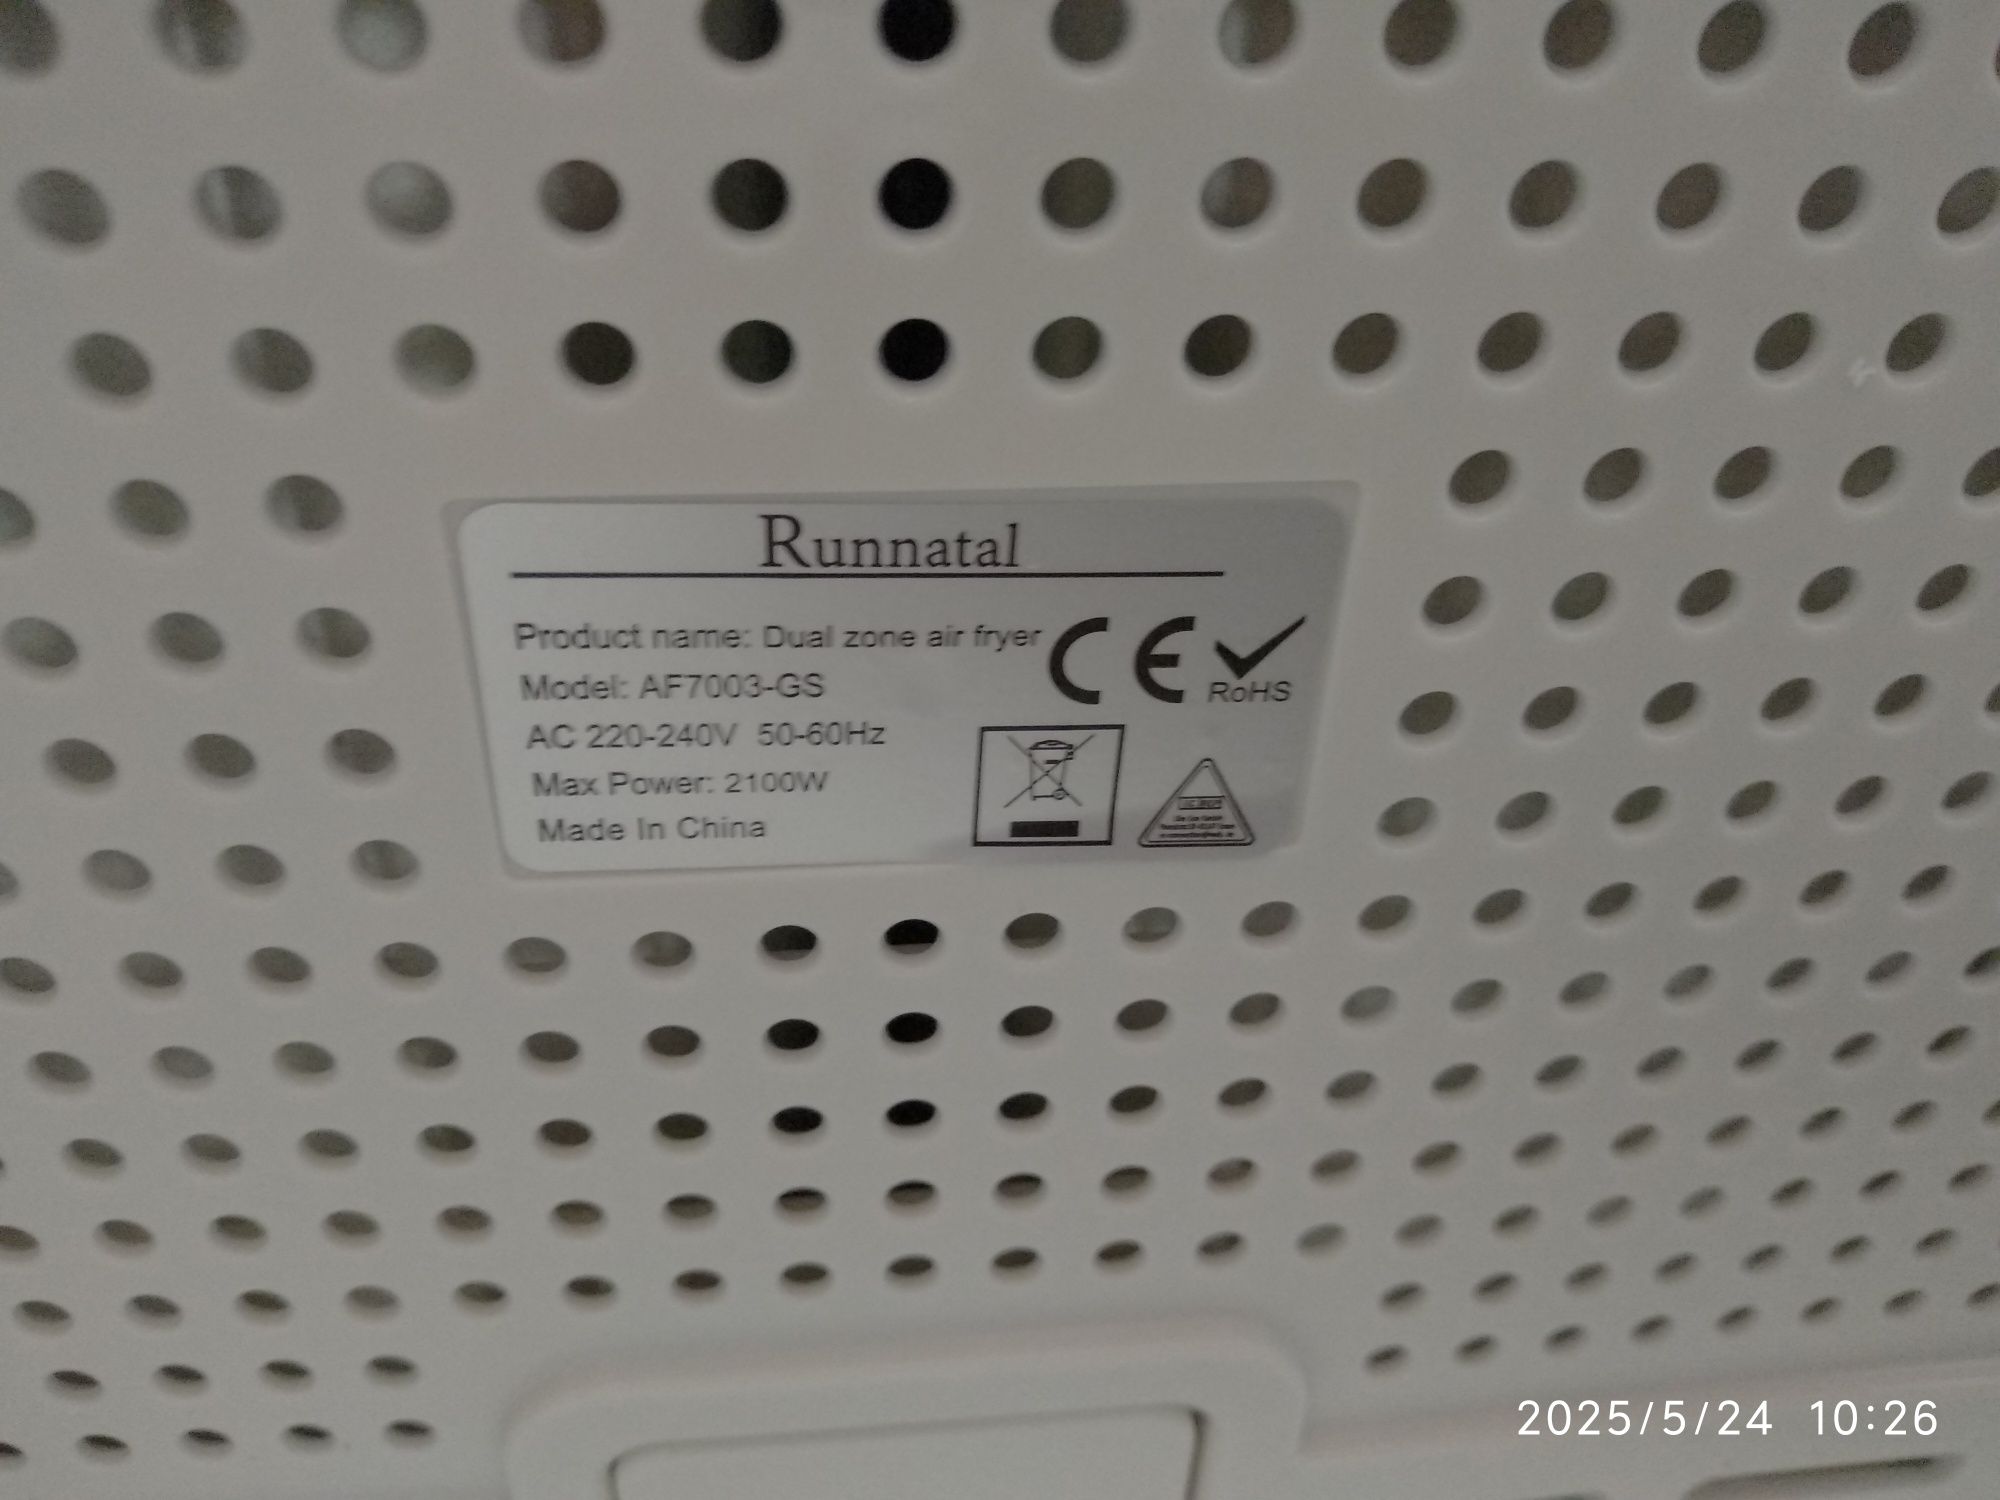 Runnatal
Product name: Dual zone air fryer
Model: AF7003-GS
AC 220-240V 50-60Hz
Max Power: 2100W
Made In China
CE
RoHS
2025/5/24 10:26